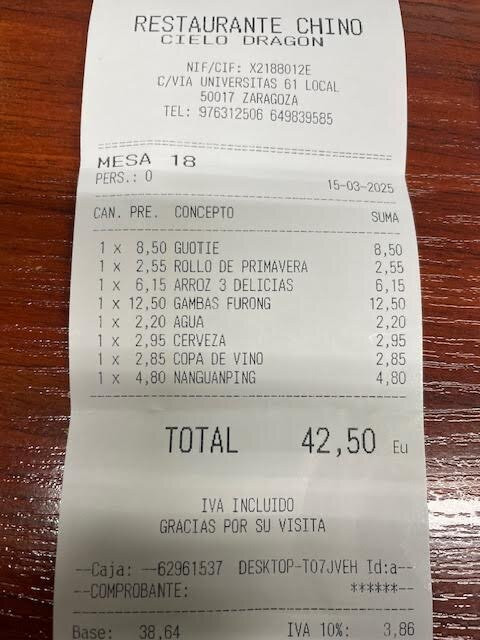 RESTAURANTE CHINO
CIELO DRAGON
NIF/CIF: X2188012E
C/VIA UNIVERSITAS 61 LOCAL
50017 ZARAGOZA
TEL: 976312506 649839585
MESA 18
PERS.: 0
15-03-2025
CAN. PRE. CONCEPTO SUMA
1 x 8,50 GUOTIE 8,50
1 x 2,55 ROLLO DE PRIMAVERA 2,55
1 x 6,15 ARROZ 3 DELICIAS 6,15
1 x 12,50 GAMBAS FURONG 12,50
1 x 2,20 AGUA 2,20
1 x 2,95 CERVEZA 2,95
1 x 2,85 COPA DE VINO 2,85
1 x 4,80 NANGUANPING 4,80
TOTAL 42,50 Eu
IVA INCLUIDO
GRACIAS POR SU VISITA
--Caja: --62961537 DESKTOP-T07JVEH Id:a--
--COMPROBANTE: ******--
Base: 38,64 IVA 10%: 3,86